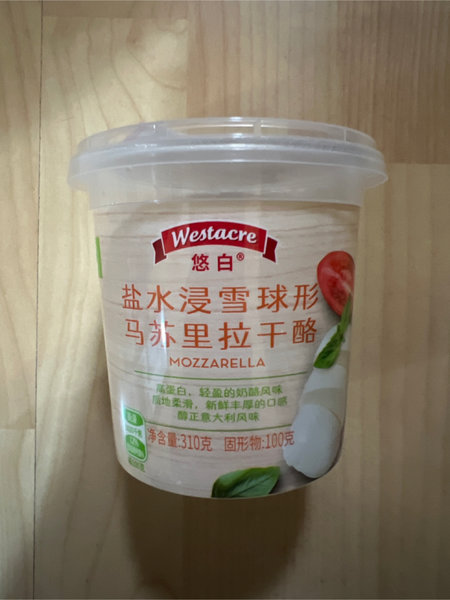 Westacre
悠白®
盐水浸雪球形
马苏里拉干酪
MOZZARELLA
高蛋白，轻盈的奶酪风味
质地柔滑，新鲜丰厚的口感
醇正意大利风味
净含量:310克 固形物:100克